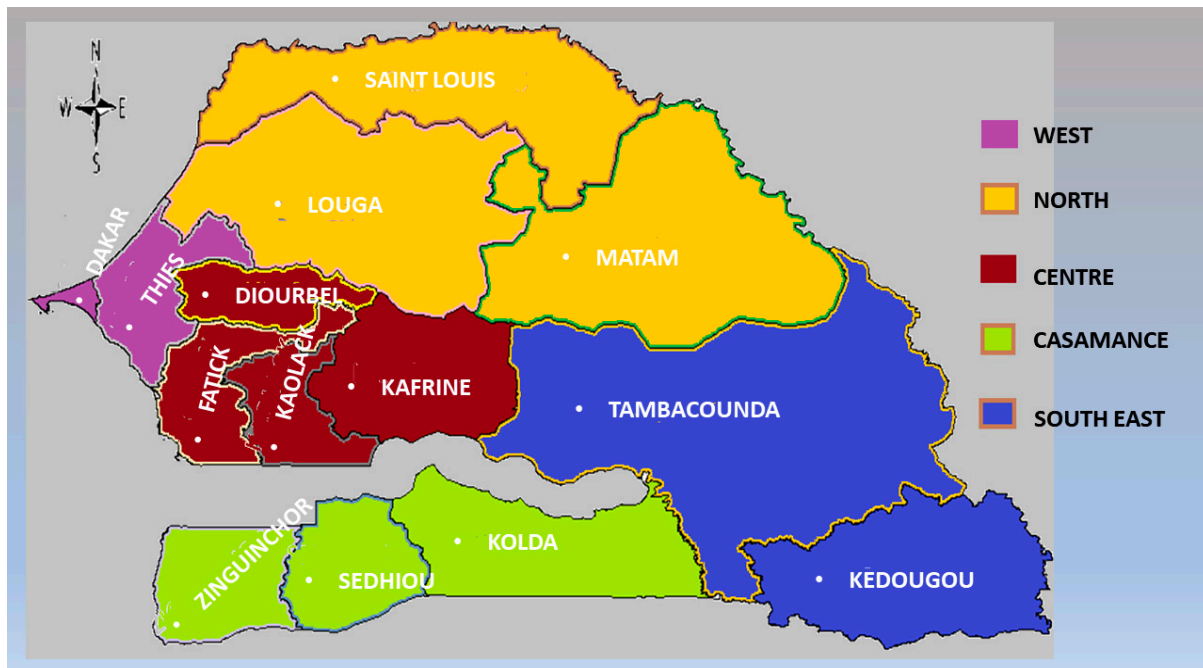 N
W E
S
SAINT LOUIS
LOUGA
MATAM
DAKAR
THIES
DIOURBEL
FATICK
KAOLACK
KAFRINE
TAMBACOUNDA
ZINGUINCHOR
SEDHIOU
KOLDA
KEDOUGOU
WEST
NORTH
CENTRE
CASAMANCE
SOUTH EAST